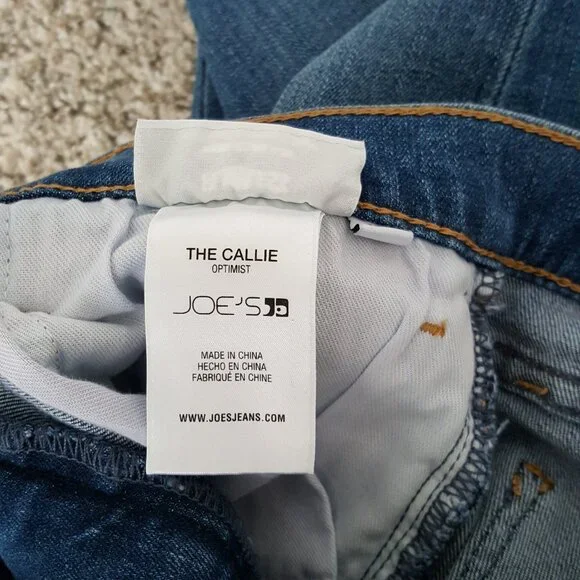 THE CALLIE
OPTIMIST
JOE'S
MADE IN CHINA
HECHO EN CHINA
FABRIQUÉ EN CHINE
WWW.JOESJEANS.COM